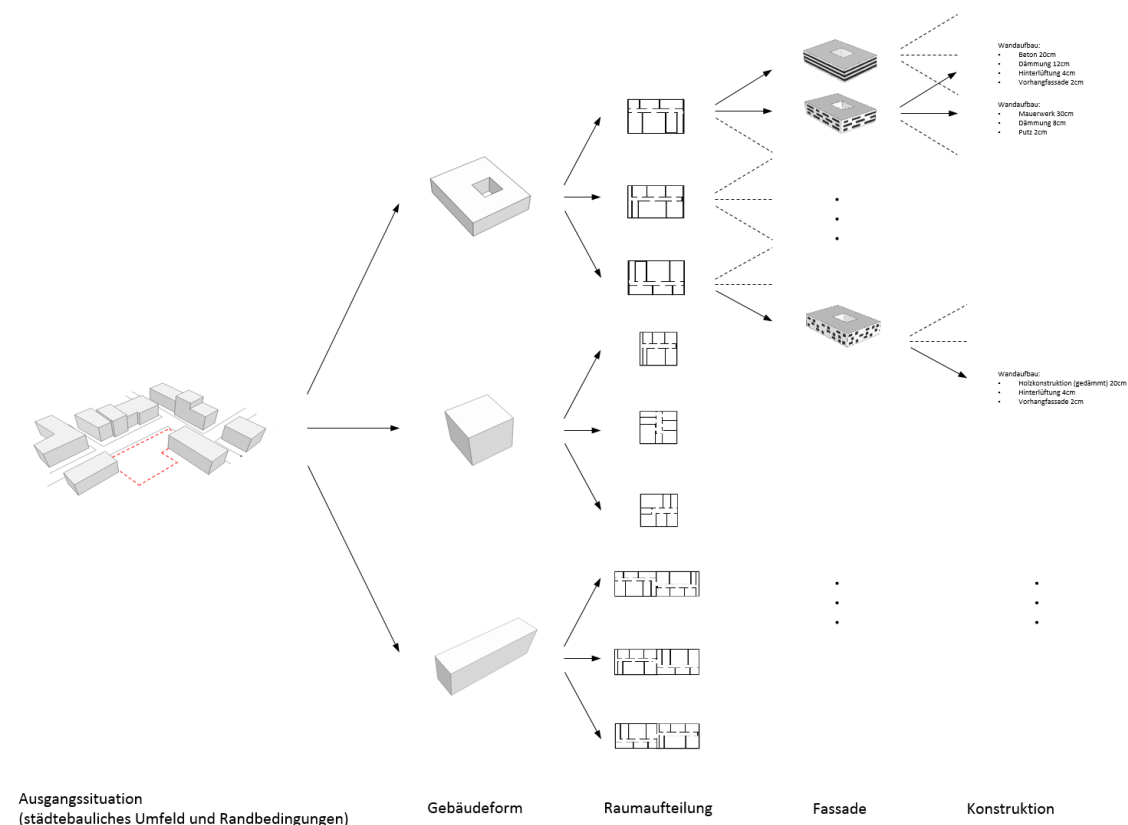 Wandaufbau:
• Beton 20cm
• Dämmung 12cm
• Hinterlüftung 4cm
• Vorhangfassade 2cm
Wandaufbau:
• Mauerwerk 30cm
• Dämmung 8cm
• Putz 2cm
Wandaufbau:
• Holzkonstruktion (gedämmt) 20cm
• Hinterlüftung 4cm
• Vorhangfassade 2cm
Ausgangssituation
(städtebauliches Umfeld und Randbedingungen)
Gebäudeform
Raumaufteilung
Fassade
Konstruktion